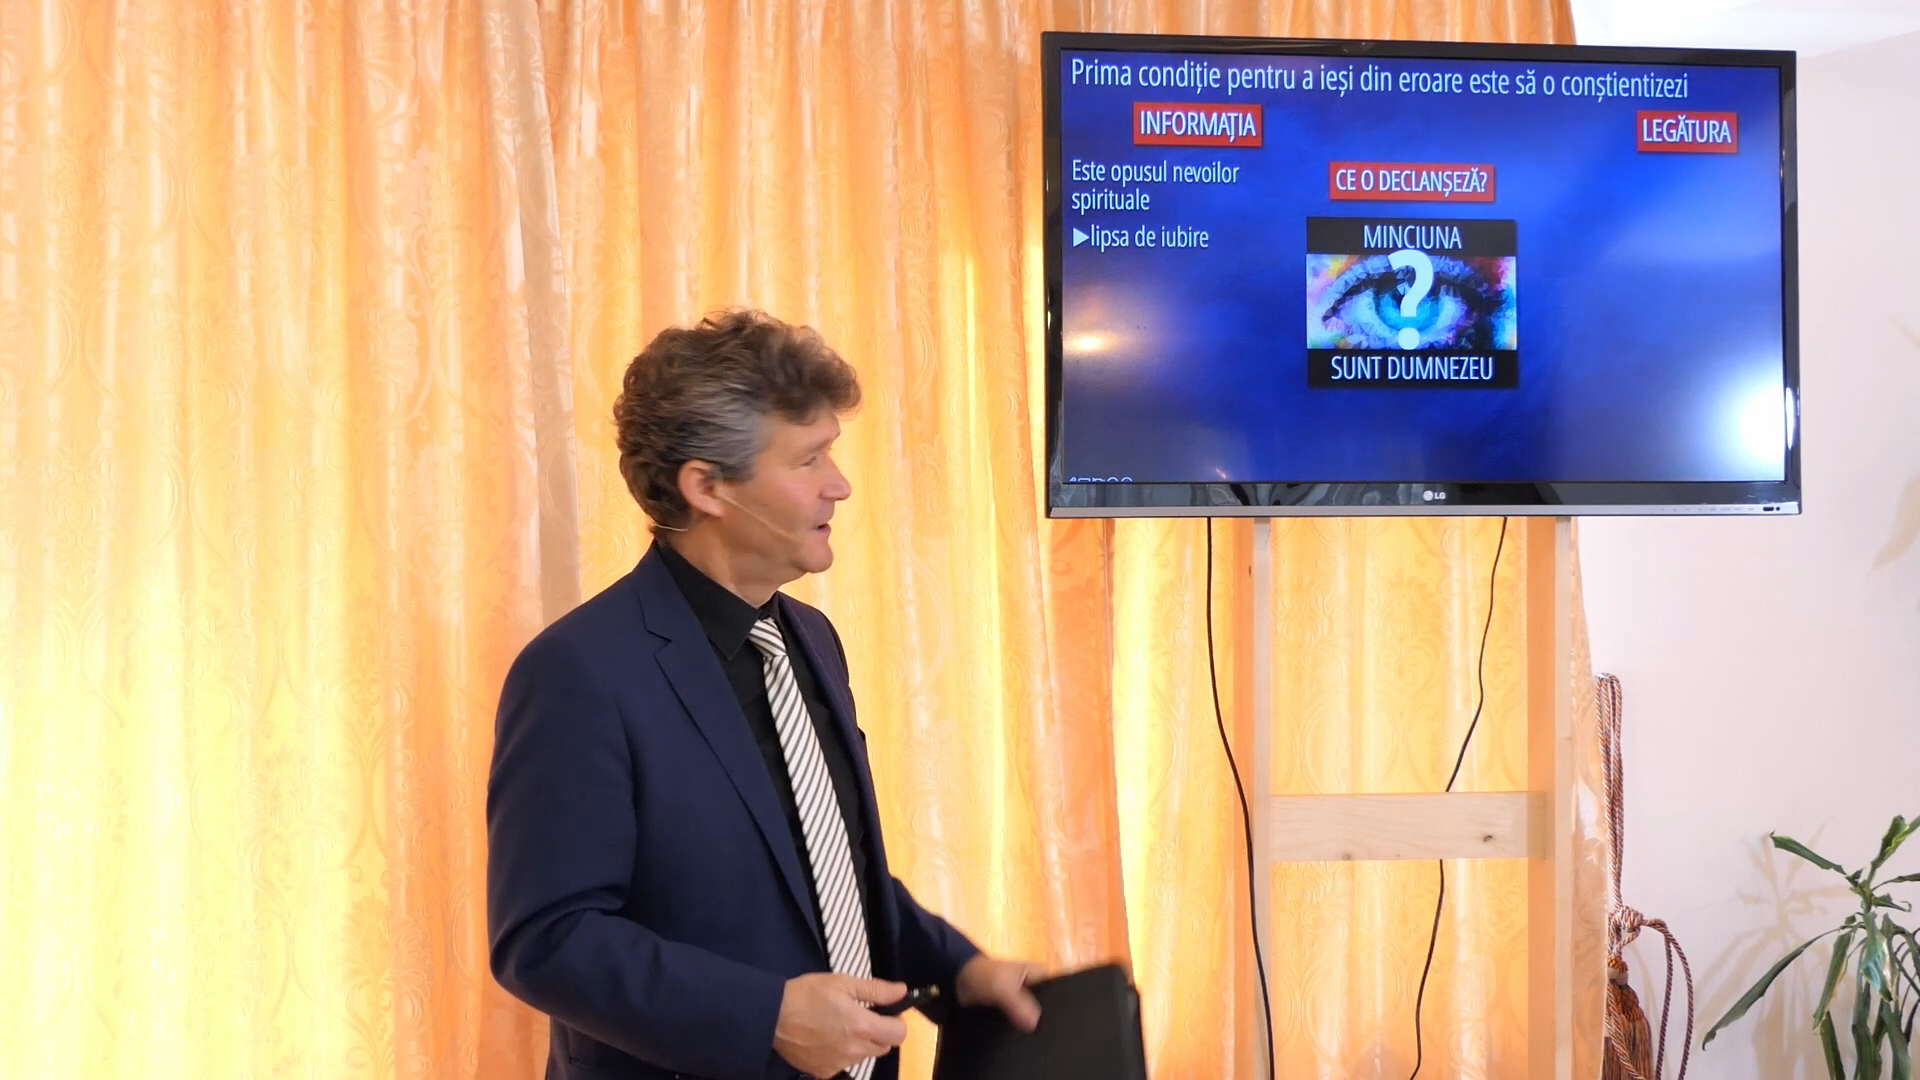 Prima condiție pentru a ieși din eroare este să o conștientizezi
INFORMAȚIA
LEGĂTURA
Este opusul nevoilor
spirituale
▶lipsa de iubire
CE O DECLANȘEZĂ?
MINCIUNA
?
SUNT DUMNEZEU
LG